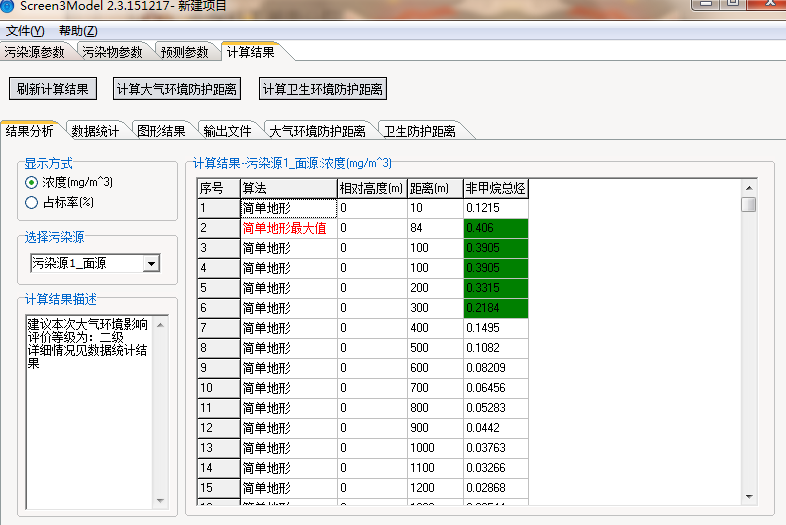 Screen3Model 2.3.151217- 新建项目
文件(Y) 帮助(Z)
污染源参数 污染物参数 预测参数 计算结果
刷新计算结果 计算大气环境防护距离 计算卫生环境防护距离
结果分析 数据统计 图形结果 输出文件 大气环境防护距离 卫生防护距离
显示方式
浓度(mg/m^3)
占标率(%)
选择污染源
污染源1_面源
计算结果描述
建议本次大气环境影响
评价等级为：二级
详细情况见数据统计结
果
计算结果-污染源1_面源:浓度(mg/m^3)
序号 算法 相对高度(m) 距离(m) 非甲烷总烃
1 简单地形 0 10 0.1215
2 简单地形最大值 0 84 0.406
3 简单地形 0 100 0.3905
4 简单地形 0 100 0.3905
5 简单地形 0 200 0.3315
6 简单地形 0 300 0.2184
7 简单地形 0 400 0.1495
8 简单地形 0 500 0.1082
9 简单地形 0 600 0.08209
10 简单地形 0 700 0.06456
11 简单地形 0 800 0.05283
12 简单地形 0 900 0.0442
13 简单地形 0 1000 0.03763
14 简单地形 0 1100 0.03266
15 简单地形 0 1200 0.02868